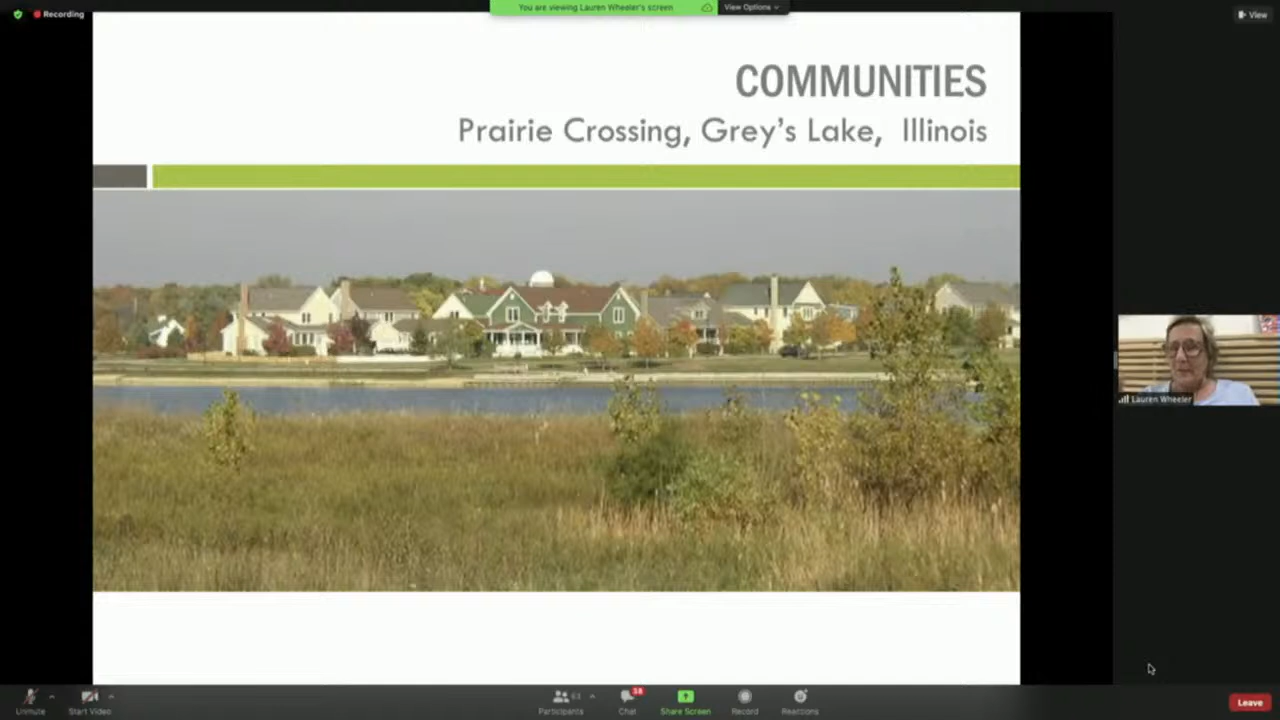 Recording
You are viewing Lauren Wheeler's screen
View Options
View
COMMUNITIES
Prairie Crossing, Grey's Lake, Illinois
Lauren Wheeler
Unmute
Start Video
Participants
Chat
38
Share Screen
Record
Reactions
Leave